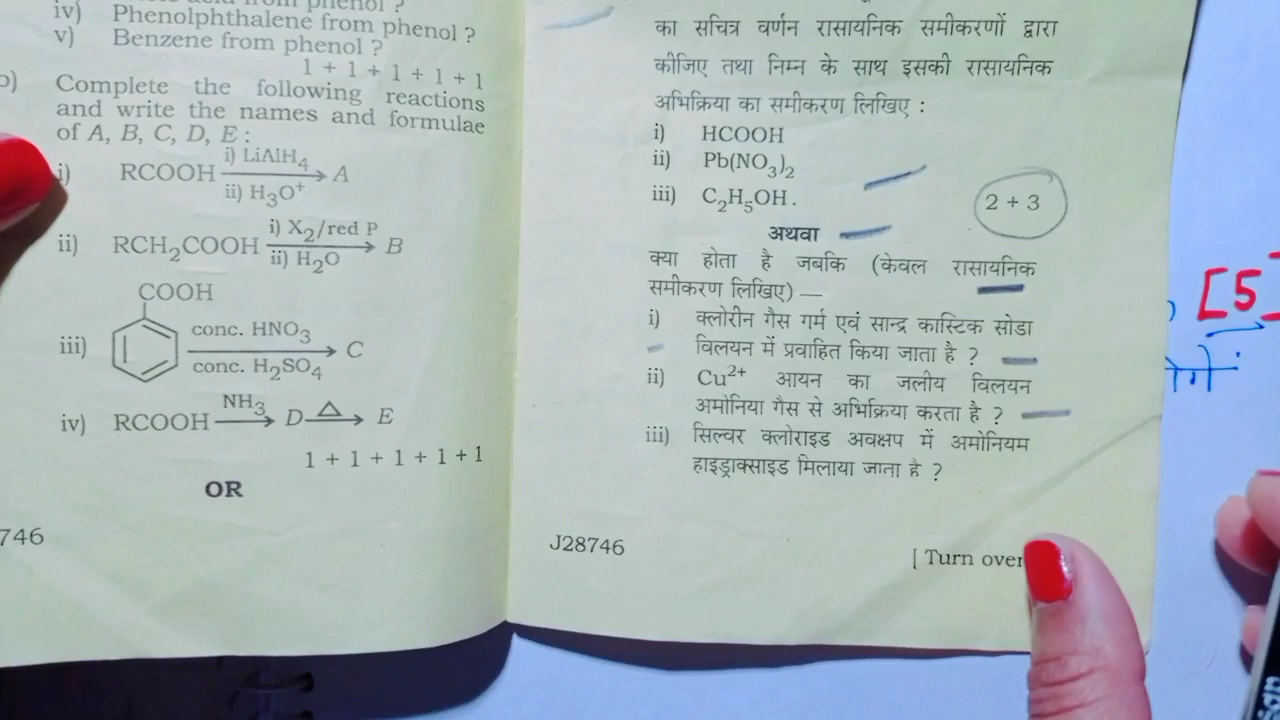 iv) Phenolphthalene from phenol ?
v) Benzene from phenol ?
1 + 1 + 1 + 1 + 1
Complete the following reactions
and write the names and formulae
of A, B, C, D, E :
i) RCOOH i) LiAlH₄ ii) H₃O⁺ → A
ii) RCH₂COOH i) X₂/red P ii) H₂O → B
COOH
iii) conc. HNO₃ conc. H₂SO₄ → C
iv) RCOOH NH₃ → D △ → E
1 + 1 + 1 + 1 + 1
OR
746
का सचित्र वर्णन रासायनिक समीकरणों द्वारा
कीजिए तथा निम्न के साथ इसकी रासायनिक
अभिक्रिया का समीकरण लिखिए :
i) HCOOH
ii) Pb(NO₃)₂
iii) C₂H₅OH.
2 + 3
अथवा
क्या होता है जबकि (केवल रासायनिक
समीकरण लिखिए) —
i) क्लोरीन गैस गर्म एवं सान्द्र कास्टिक सोडा
विलयन में प्रवाहित किया जाता है ?
ii) Cu²⁺ आयन का जलीय विलयन
अमोनिया गैस से अभिक्रिया करता है ?
iii) सिल्वर क्लोराइड अवक्षप में अमोनियम
हाइड्राक्साइड मिलाया जाता है ?
J28746
[ Turn over
[5]